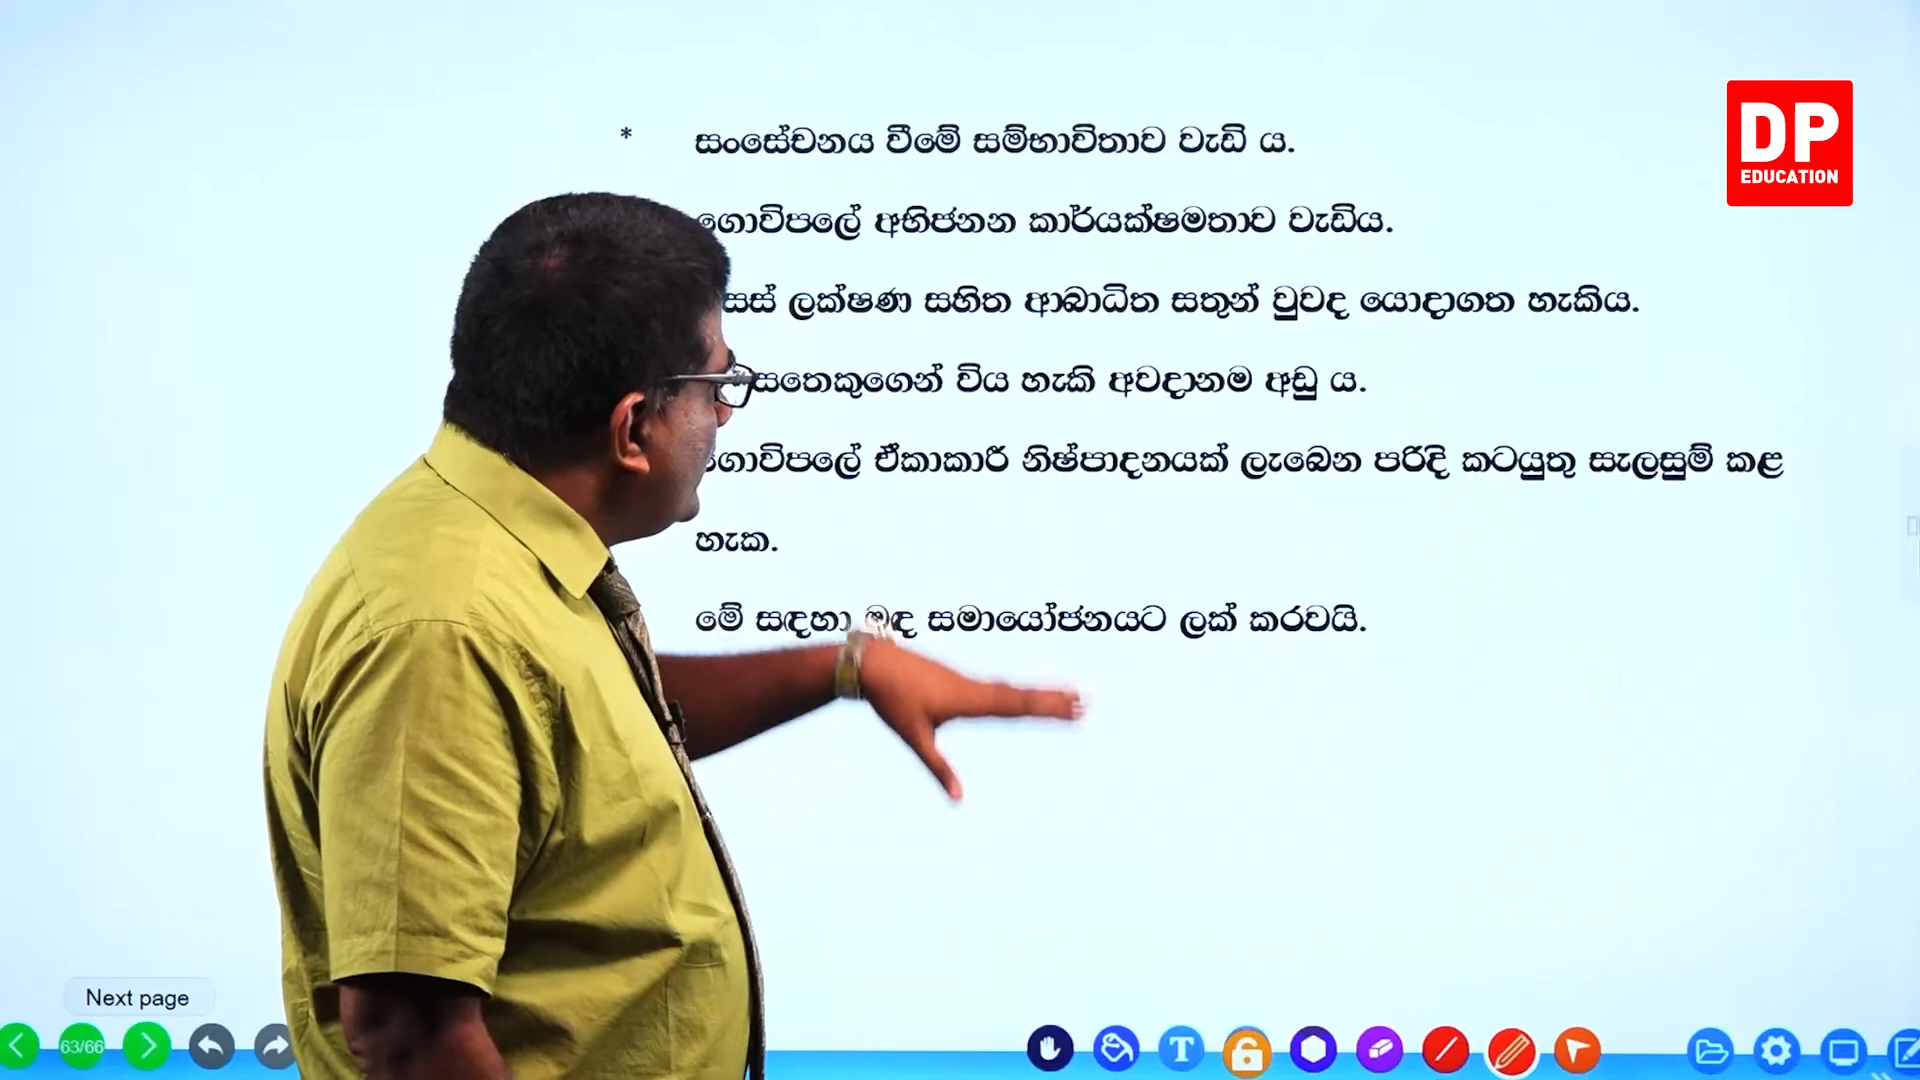 * සංසේචනය වීමේ සම්භාවිතාව වැඩි ය.
ගොවිපලේ අභිජනන කාර්යක්ෂමතාව වැඩිය.
ලක්ෂණ සහිත ආබාධිත සතුන් වුවද යොදාගත හැකිය.
සතෙකුගෙන් විය හැකි අවදානම අඩු ය.
ගොවිපලේ ඒකාකාරී නිෂ්පාදනයක් ලැබෙන පරිදි කටයුතු සැලසුම් කළ
හැක.
මේ සඳහා මඳ සමායෝජනයට ලක් කරවයි.
DP
EDUCATION
Next page
63/66
T